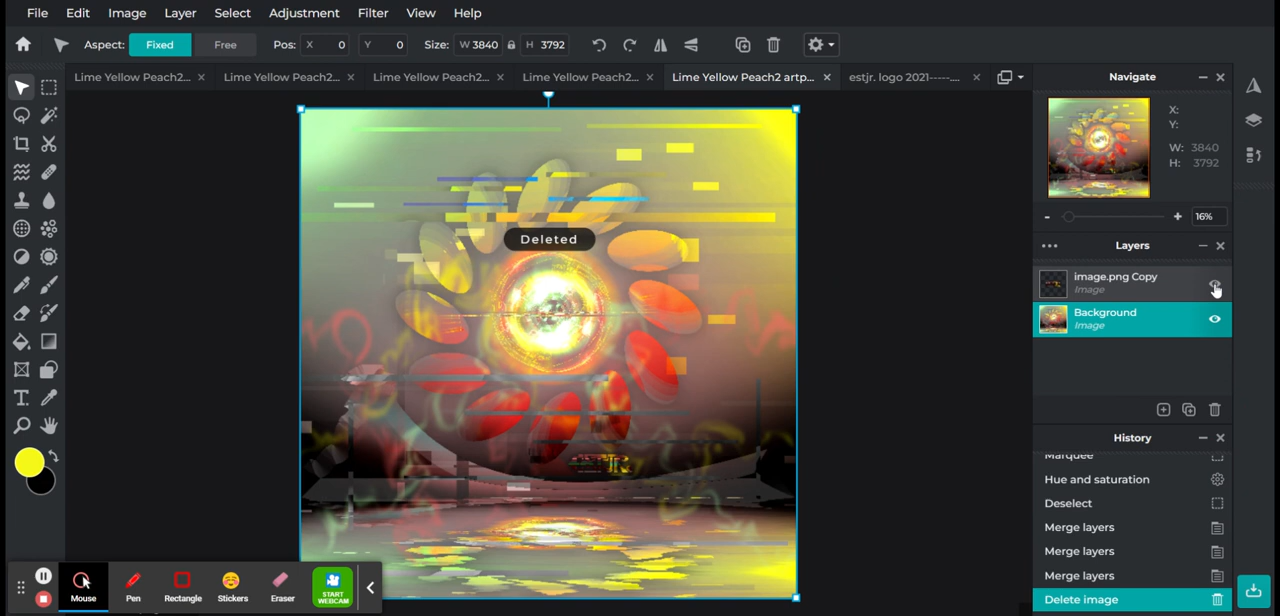 File Edit Image Layer Select Adjustment Filter View Help
Aspect: Fixed Free Pos: X 0 Y 0 Size: W 3840 H 3792
Lime Yellow Peach2... Lime Yellow Peach2... Lime Yellow Peach2... Lime Yellow Peach2... Lime Yellow Peach2 artp... estjr. logo 2021-----....
Navigate
X:
Y:
W: 3840
H: 3792
- + 16%
Layers
image.png Copy
Image
Background
Image
Deleted
History
Marquee
Hue and saturation
Deselect
Merge layers
Merge layers
Merge layers
Delete image
T
Mouse Pen Rectangle Stickers Eraser START
WEBCAM